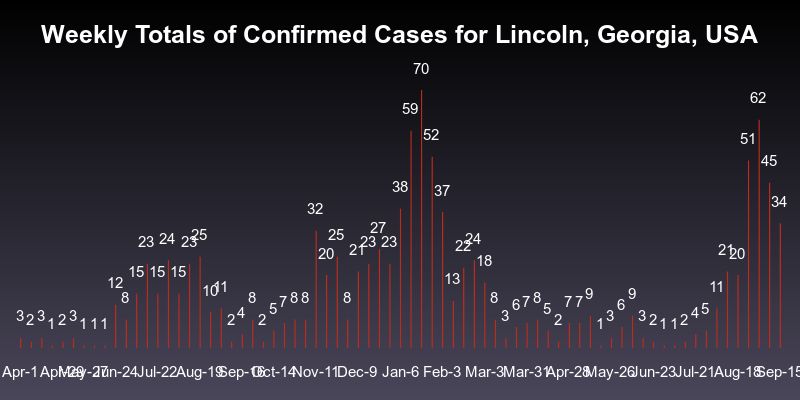 Weekly Totals of Confirmed Cases for Lincoln, Georgia, USA
3 2 3 1 2 3 1 1 1 12 8 15 23 15 24 15 23 25 10 11 2 4 8 2 5 7 8 8 32 20 25 8 21 23 27 23 38 59 70 52 37 13 22 24 18 8 3 6 7 8 5 2 7 7 9 1 3 6 9 3 2 1 1 2 4 5 11 21 20 51 62 45 34
Apr-1 Apr-29 May-27 Jun-24 Jul-22 Aug-19 Sep-16 Oct-14 Nov-11 Dec-9 Jan-6 Feb-3 Mar-3 Mar-31 Apr-28 May-26 Jun-23 Jul-21 Aug-18 Sep-15